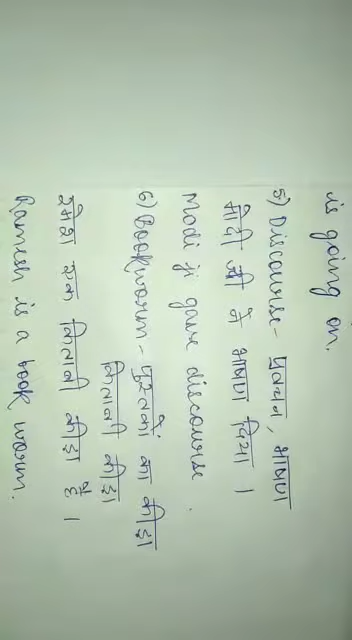 is going on.
5) Discourse - प्रवचन, भाषण
मोदी जी ने भाषण दिया ।
Modi ji gave discourse.
6) Bookworm - पुस्तकों का कीड़ा
किताबी कीड़ा
रमेश एक किताबी कीड़ा है ।
Ramesh is a book worm.